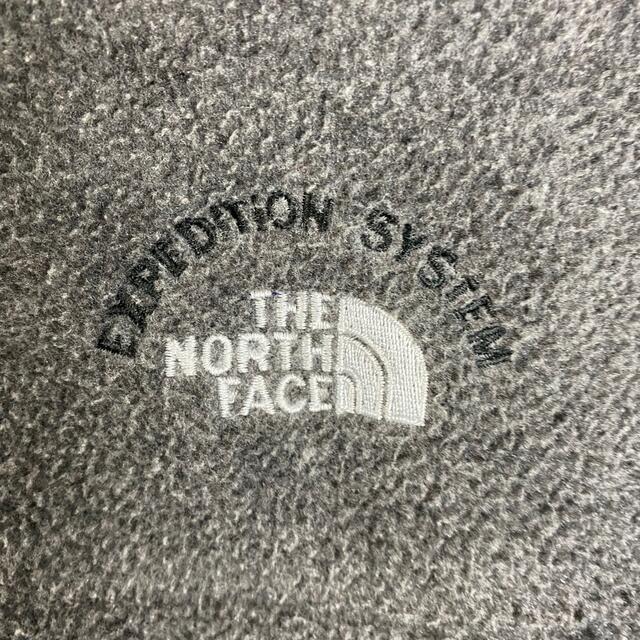 EXPEDITION SYSTEM
THE
NORTH
FACE